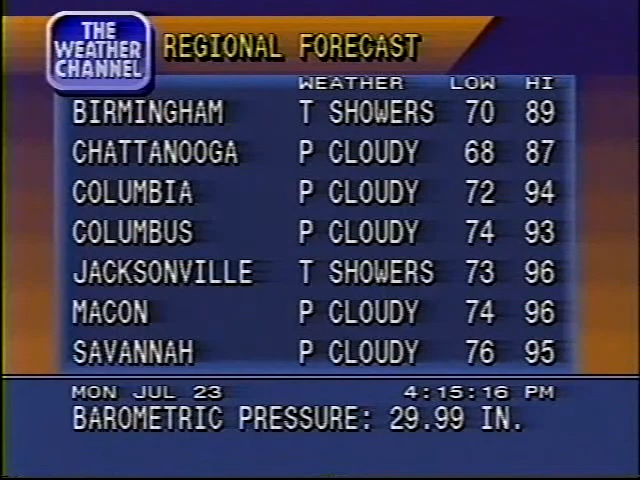 THE
WEATHER
CHANNEL
REGIONAL FORECAST
WEATHER LOW HI
BIRMINGHAM T SHOWERS 70 89
CHATTANOOGA P CLOUDY 68 87
COLUMBIA P CLOUDY 72 94
COLUMBUS P CLOUDY 74 93
JACKSONVILLE T SHOWERS 73 96
MACON P CLOUDY 74 96
SAVANNAH P CLOUDY 76 95
MON JUL 23 4:15:16 PM
BAROMETRIC PRESSURE: 29.99 IN.